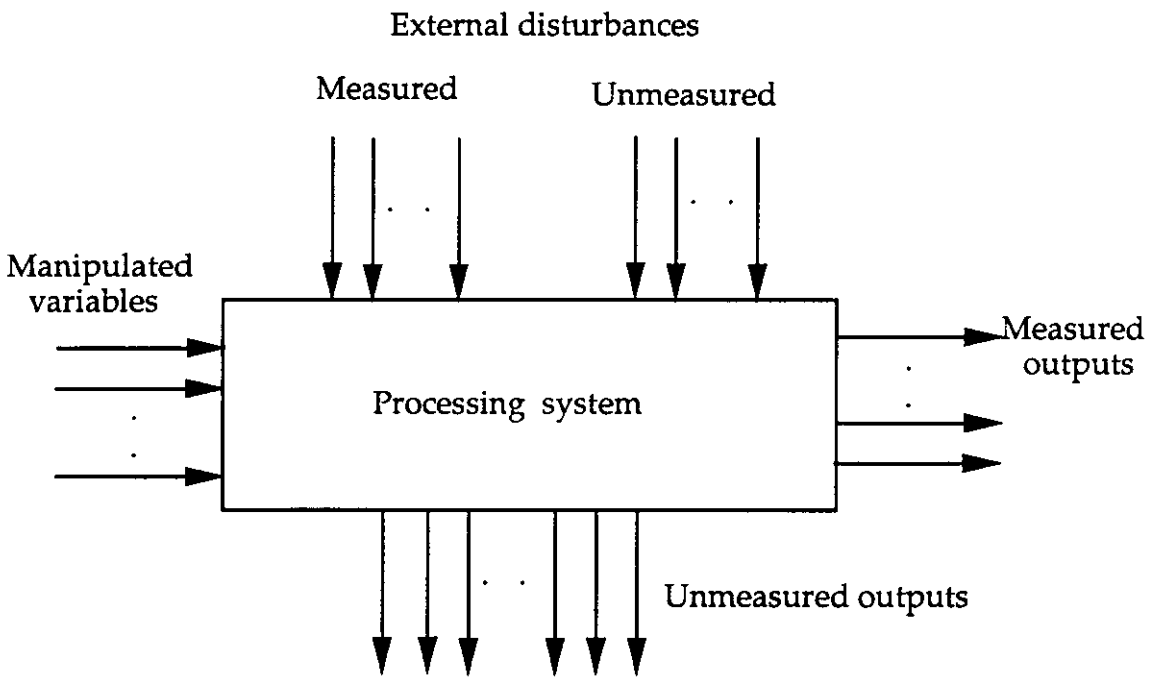 External disturbances
Measured
Unmeasured
Manipulated
variables
Measured
outputs
Processing system
Unmeasured outputs